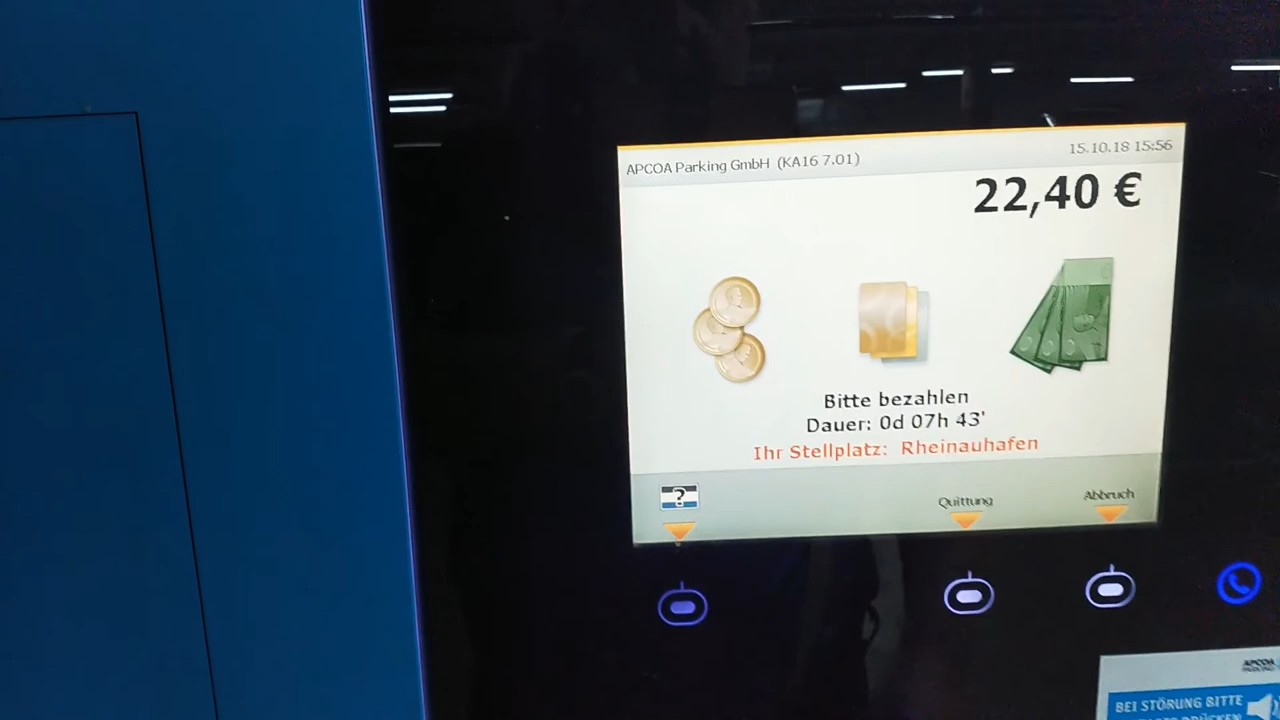 APCOA Parking GmbH (KA16 7.01)
15.10.18 15:56
22,40 €
Bitte bezahlen
Dauer: 0d 07h 43'
Ihr Stellplatz: Rheinauhafen
?
Quittung
Abbruch
APCOA
BEI STÖRUNG BITTE